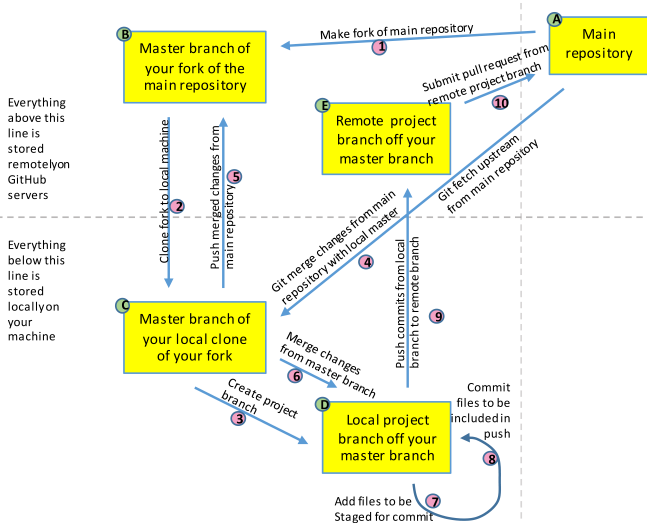 A
Main
repository
Make fork of main repository
1
B
Master branch of
your fork of the
main repository
Submit pull request from
remote project branch
10
E
Remote project
branch off your
master branch
Everything
above this
line is
stored
remotely on
GitHub
servers
Clone fork to local machine
2
Push merged changes from
main repository
5
Git fetch upstream
from main repository
Git merge changes from main
repository with local master
4
Everything
below this
line is
stored
locally on
your
machine
C
Master branch of
your local clone
of your fork
Push commits from local
branch to remote branch
9
Merge changes
from master branch
6
Create project
branch
3
D
Local project
branch off your
master branch
Commit
files to be
included in
push
8
7
Add files to be
Staged for commit